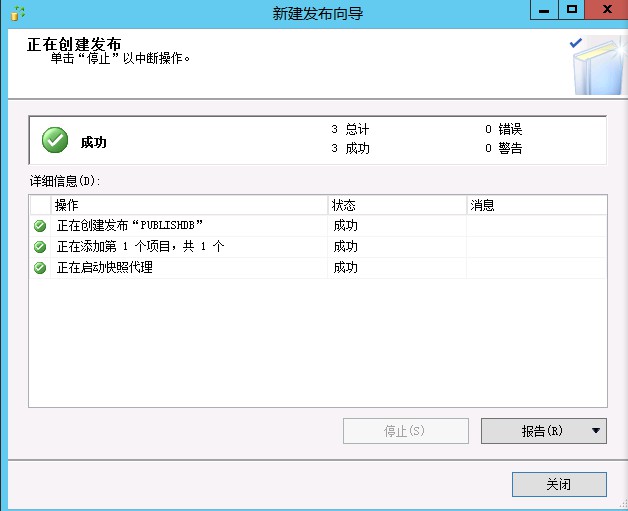 新建发布向导
正在创建发布
单击“停止”以中断操作。
成功
3 总计
0 错误
3 成功
0 警告
详细信息(D):
操作 状态 消息
正在创建发布“PUBLISHDB” 成功
正在添加第 1 个项目，共 1 个 成功
正在启动快照代理 成功
停止(S) 报告(R)
关闭